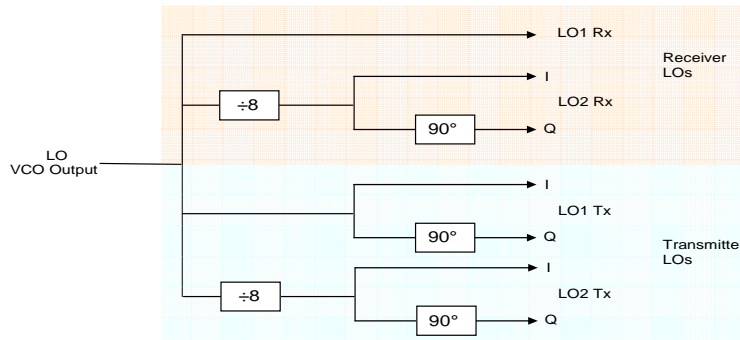 LO1 Rx
Receiver
LOs
I
÷8
LO2 Rx
90°
Q
LO
VCO Output
I
LO1 Tx
90°
Q
Transmitte
LOs
I
÷8
LO2 Tx
90°
Q